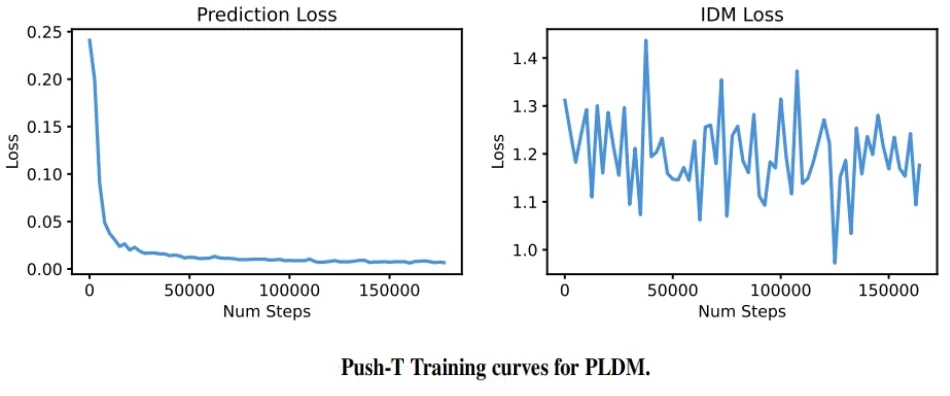 Prediction Loss
0.25
0.20
0.15
0.10
0.05
0.00
Loss
0 50000 100000 150000
Num Steps
IDM Loss
1.4
1.3
1.2
1.1
1.0
Loss
0 50000 100000 150000
Num Steps
Push-T Training curves for PLDM.